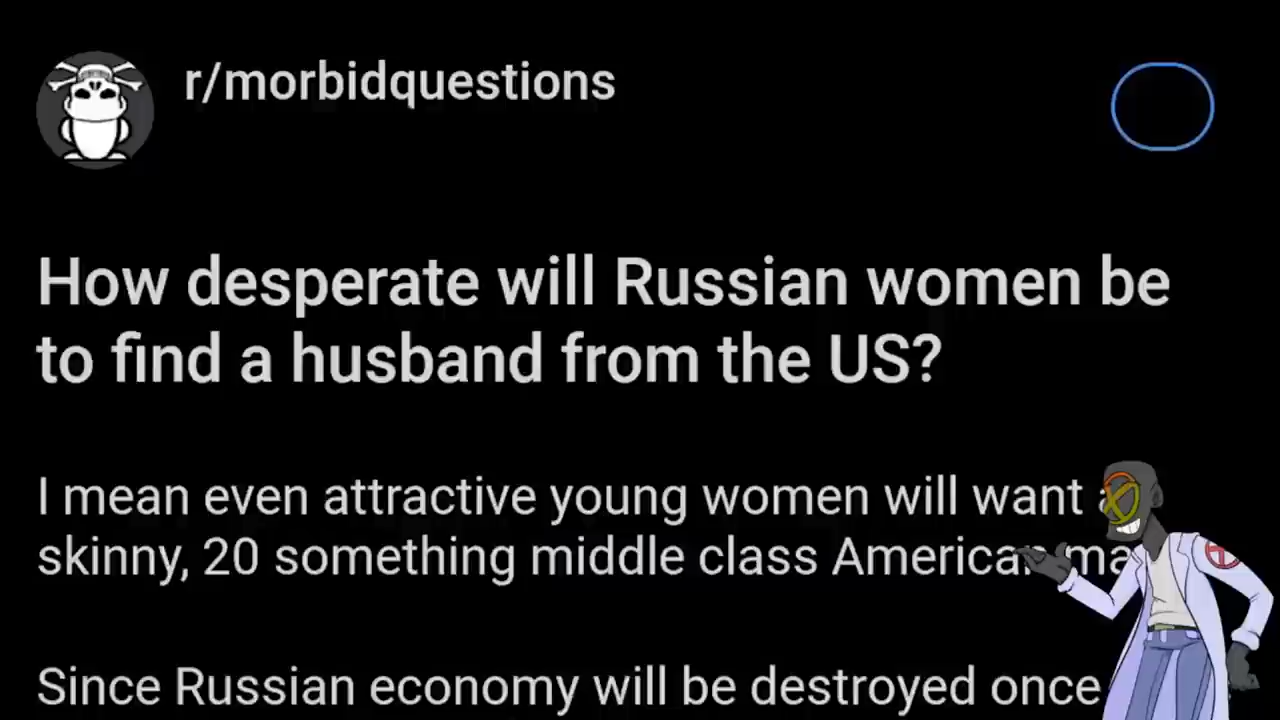 r/morbidquestions
How desperate will Russian women be
to find a husband from the US?
I mean even attractive young women will want
skinny, 20 something middle class American
Since Russian economy will be destroyed once